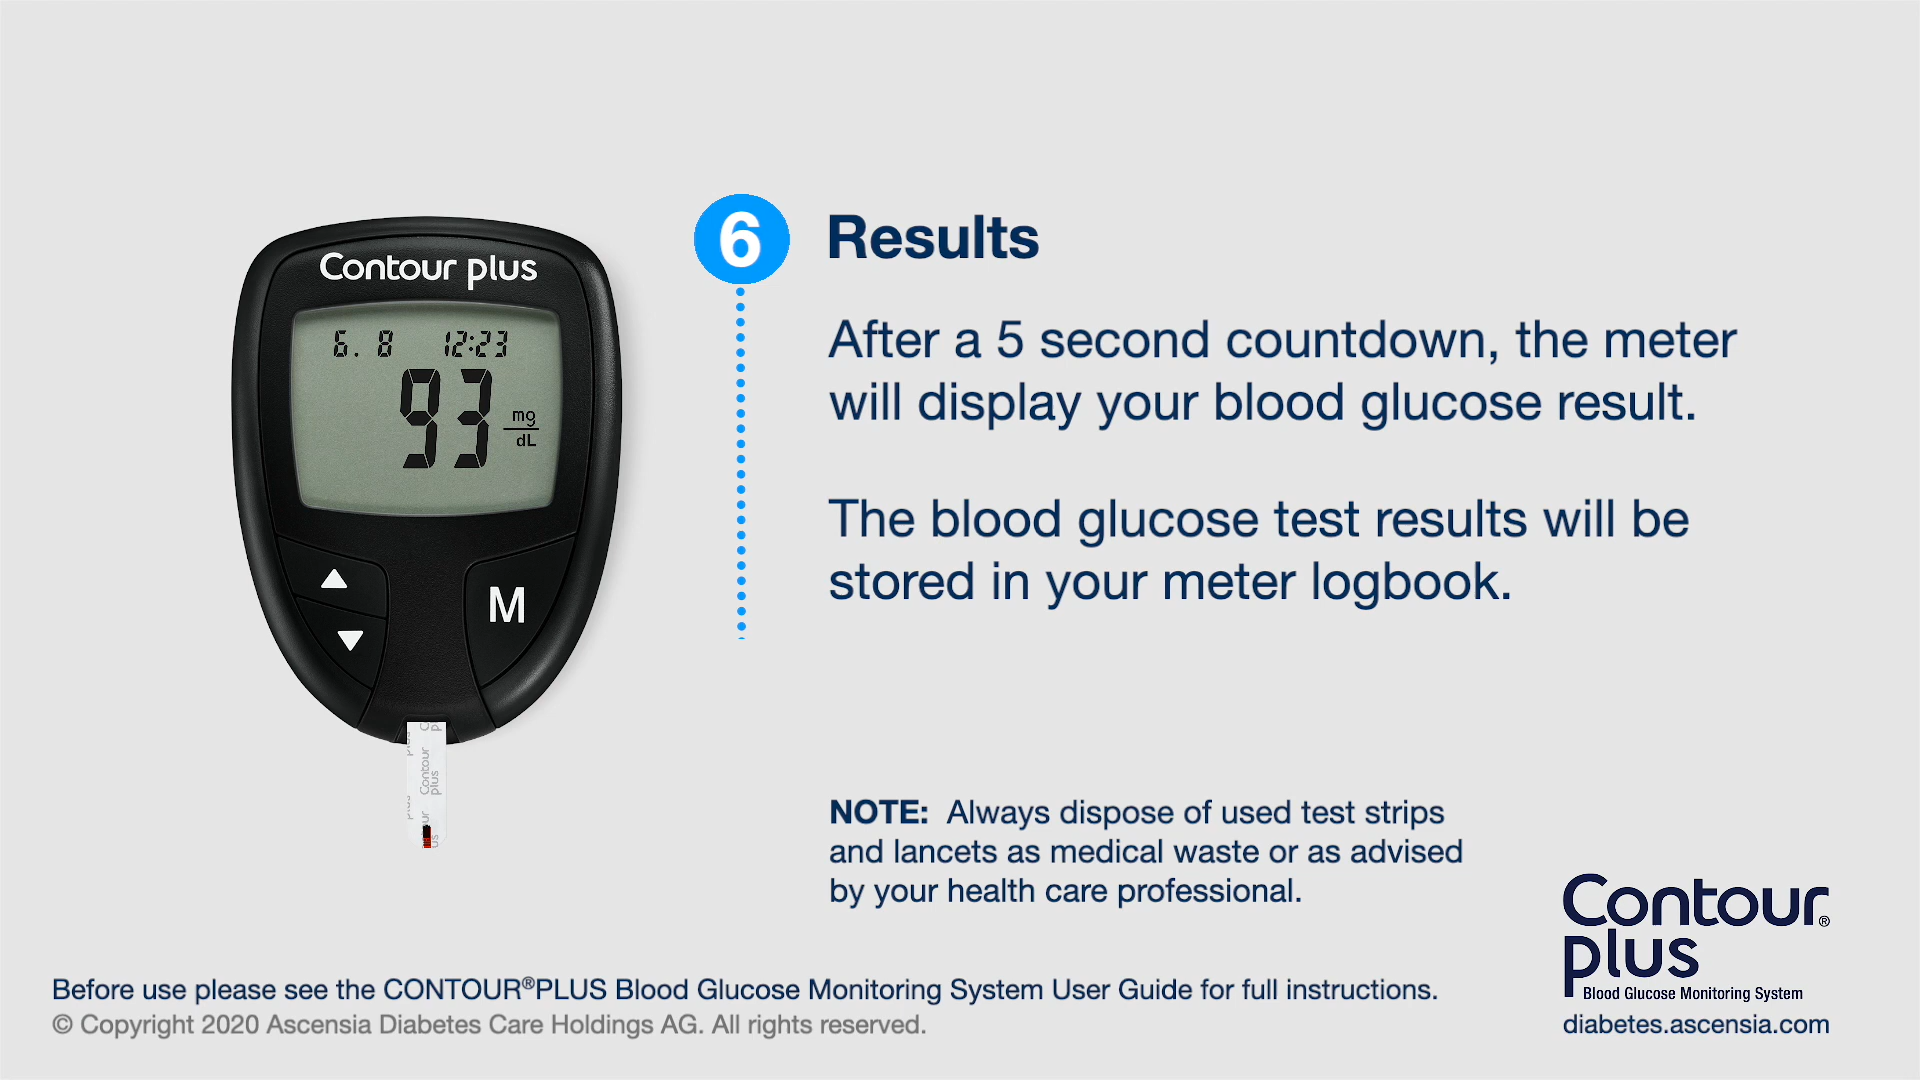 Contour plus
6. 8 12:23
93 mg/dL
M
Contour
plus
6 Results
After a 5 second countdown, the meter
will display your blood glucose result.
The blood glucose test results will be
stored in your meter logbook.
NOTE: Always dispose of used test strips
and lancets as medical waste or as advised
by your health care professional.
Contour®
plus
Blood Glucose Monitoring System
diabetes.ascensia.com
Before use please see the CONTOUR®PLUS Blood Glucose Monitoring System User Guide for full instructions.
© Copyright 2020 Ascensia Diabetes Care Holdings AG. All rights reserved.